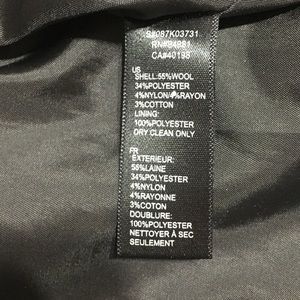 S#087K03731
RN#94981
CA#40198
US
SHELL:55%WOOL
34%POLYESTER
4%NYLON/4%RAYON
3%COTTON
LINING:
100%POLYESTER
DRY CLEAN ONLY
FR
EXTERIEUR:
55%LAINE
34%POLYESTER
4%NYLON
4%RAYONNE
3%COTON
DOUBLURE:
100%POLYESTER
NETTOYER À SEC
SEULEMENT